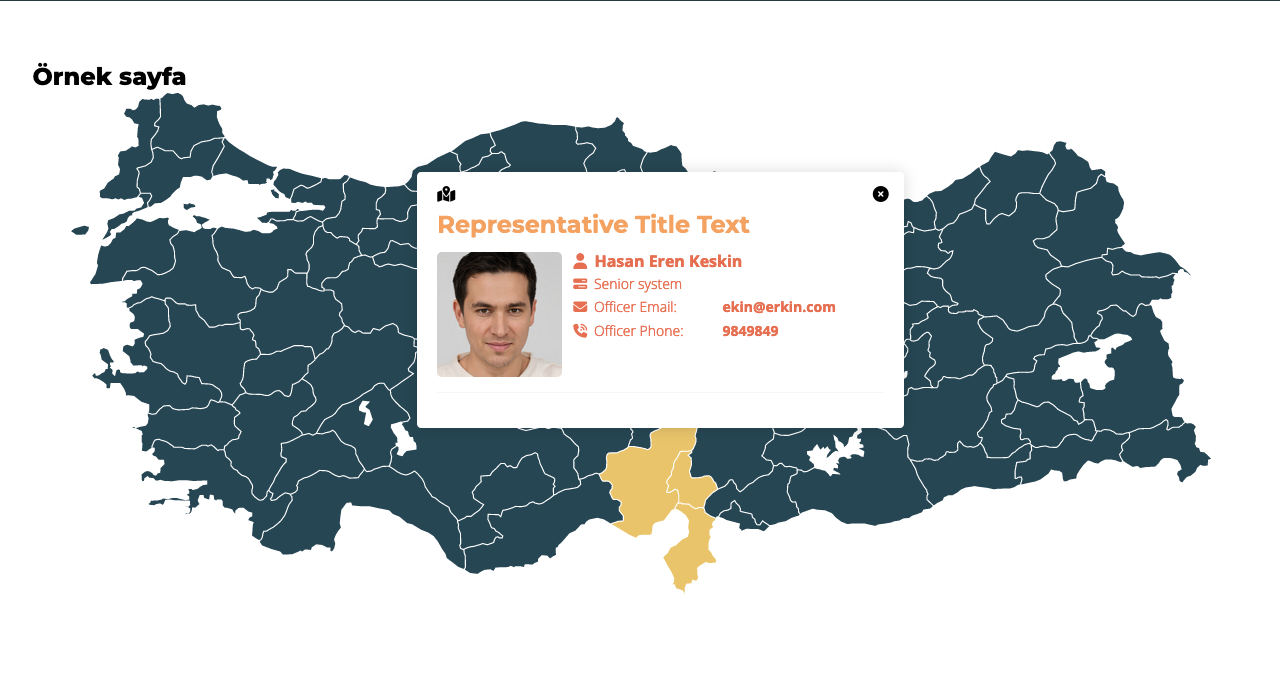 Örnek sayfa
Representative Title Text
Hasan Eren Keskin
Senior system
Officer Email: ekin@erkin.com
Officer Phone: 9849849